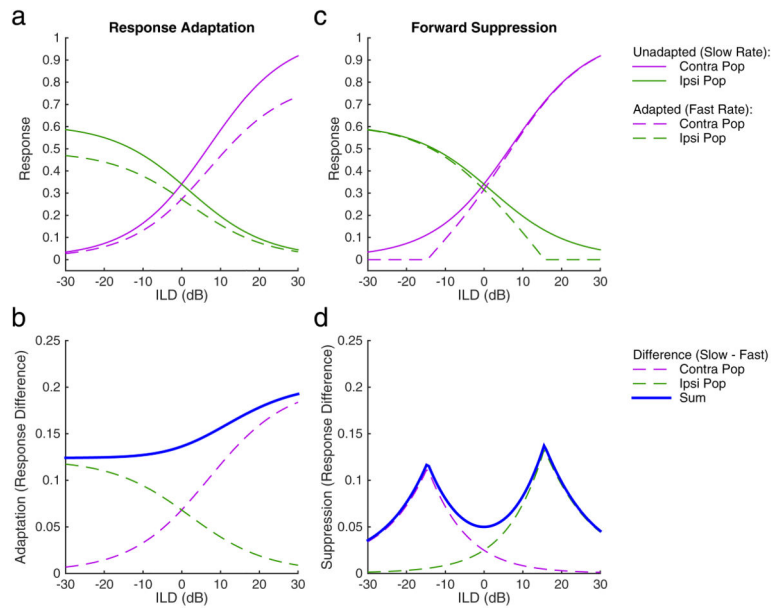 a
Response Adaptation
1
0.9
0.8
0.7
0.6
0.5
0.4
0.3
0.2
0.1
0
Response
-30 -20 -10 0 10 20 30
ILD (dB)
c
Forward Suppression
1
0.9
0.8
0.7
0.6
0.5
0.4
0.3
0.2
0.1
0
Response
-30 -20 -10 0 10 20 30
ILD (dB)
Unadapted (Slow Rate):
Contra Pop
Ipsi Pop
Adapted (Fast Rate):
Contra Pop
Ipsi Pop
b
0.25
0.2
0.15
0.1
0.05
0
Adaptation (Response Difference)
-30 -20 -10 0 10 20 30
ILD (dB)
d
0.25
0.2
0.15
0.1
0.05
0
Suppression (Response Difference)
-30 -20 -10 0 10 20 30
ILD (dB)
Difference (Slow - Fast)
Contra Pop
Ipsi Pop
Sum